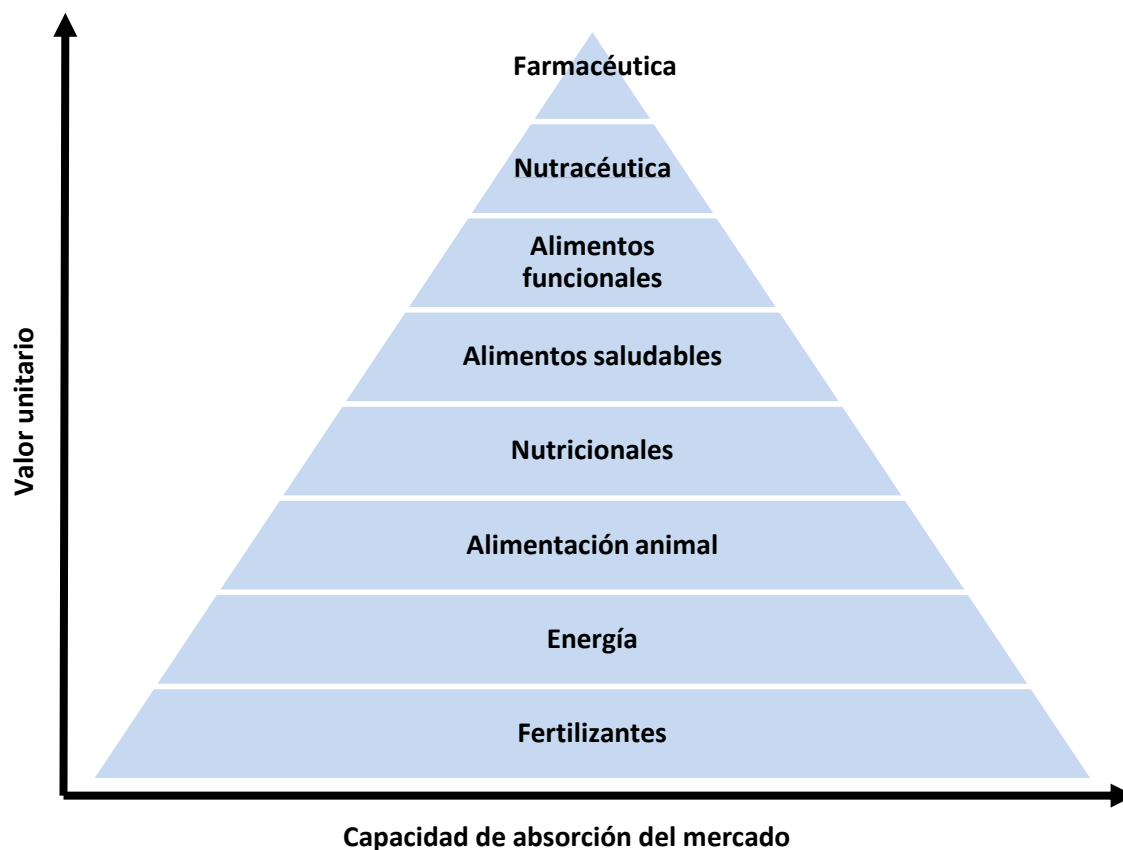 Farmacéutica
Nutracéutica
Alimentos
funcionales
Alimentos saludables
Nutricionales
Alimentación animal
Energía
Fertilizantes
Valor unitario
Capacidad de absorción del mercado